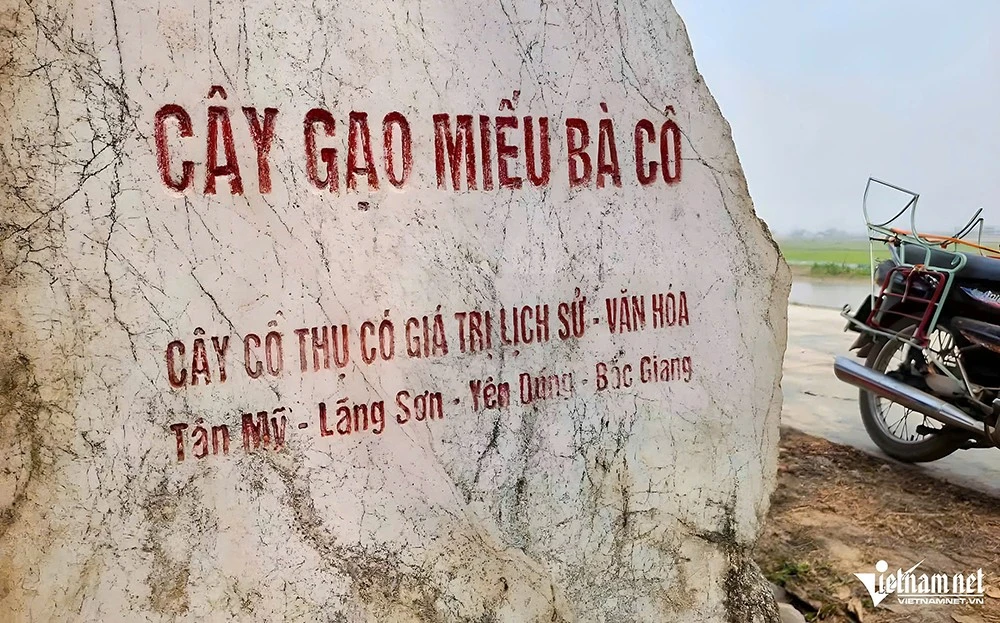 CÂY GẠO MIẾU BÀ CÔ
CÂY CỔ THỤ CÓ GIÁ TRỊ LỊCH SỬ - VĂN HÓA
Tân Mỹ - Lãng Sơn - Yên Dũng - Bắc Giang
Vietnamnet
VIETNAMNET.VN